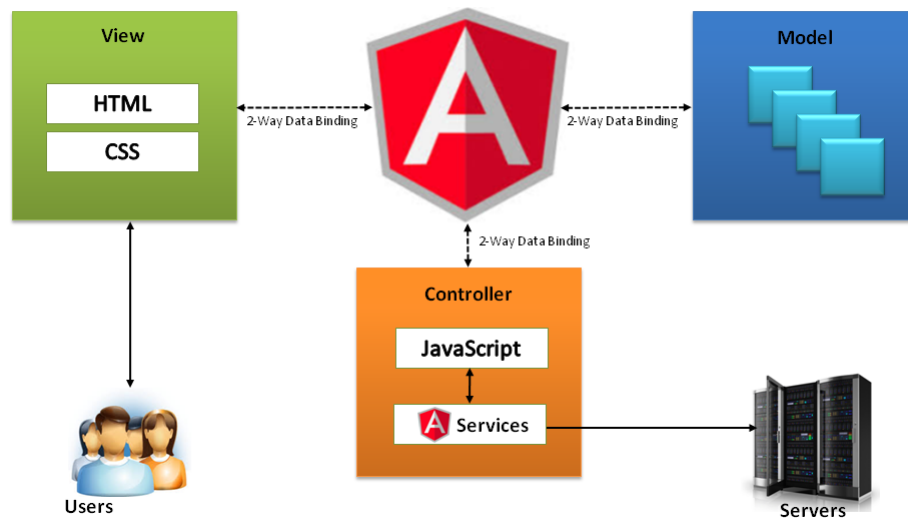 View
HTML
CSS
2-Way Data Binding
A
2-Way Data Binding
Model
2-Way Data Binding
Controller
JavaScript
A Services
Users
Servers